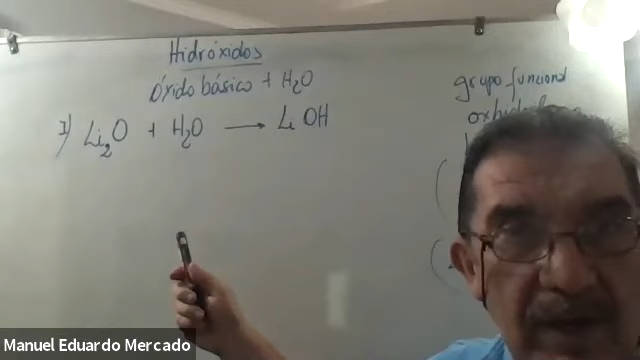 Hidróxidos
óxido básico + H₂O
1) Li₂O + H₂O → Li OH
grupo funcional
Manuel Eduardo Mercado